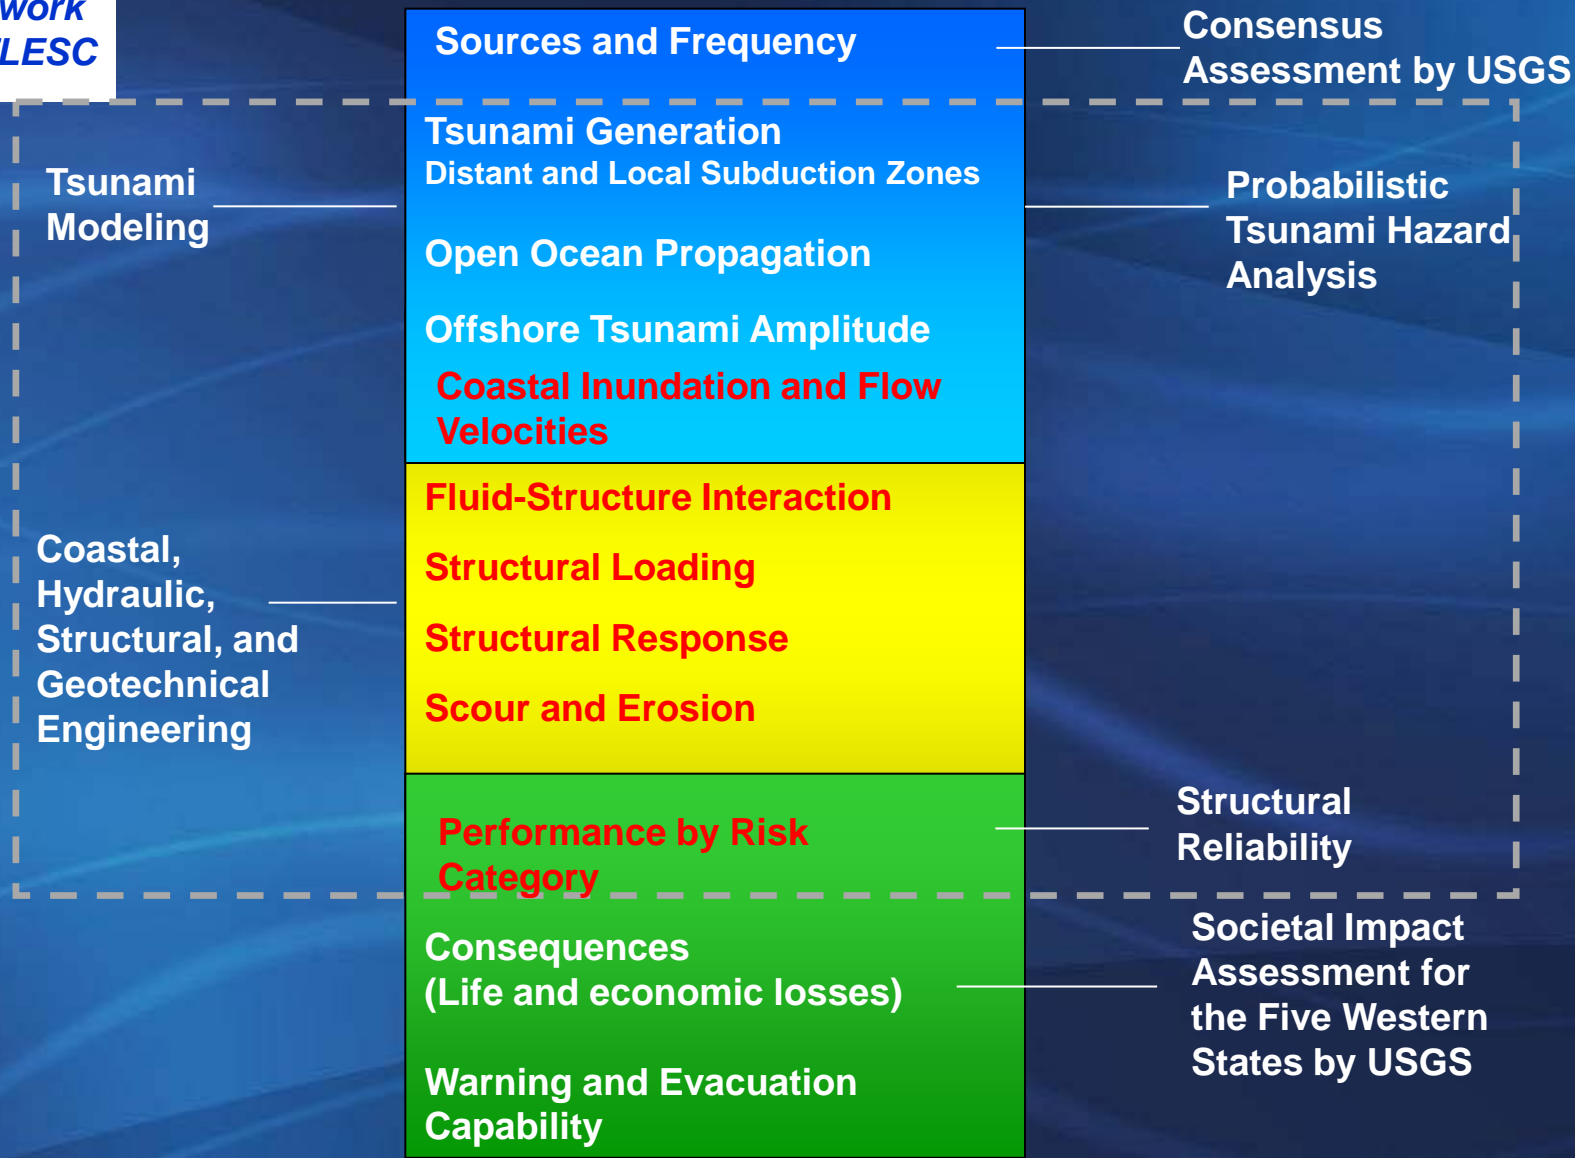 work
LESC
Sources and Frequency
Consensus
Assessment by USGS
Tsunami Generation
Distant and Local Subduction Zones
Tsunami
Modeling
Probabilistic
Tsunami Hazard
Analysis
Open Ocean Propagation
Offshore Tsunami Amplitude
Coastal Inundation and Flow
Velocities
Fluid-Structure Interaction
Structural Loading
Structural Response
Scour and Erosion
Coastal,
Hydraulic,
Structural, and
Geotechnical
Engineering
Performance by Risk
Category
Structural
Reliability
Consequences
(Life and economic losses)
Societal Impact
Assessment for
the Five Western
States by USGS
Warning and Evacuation
Capability